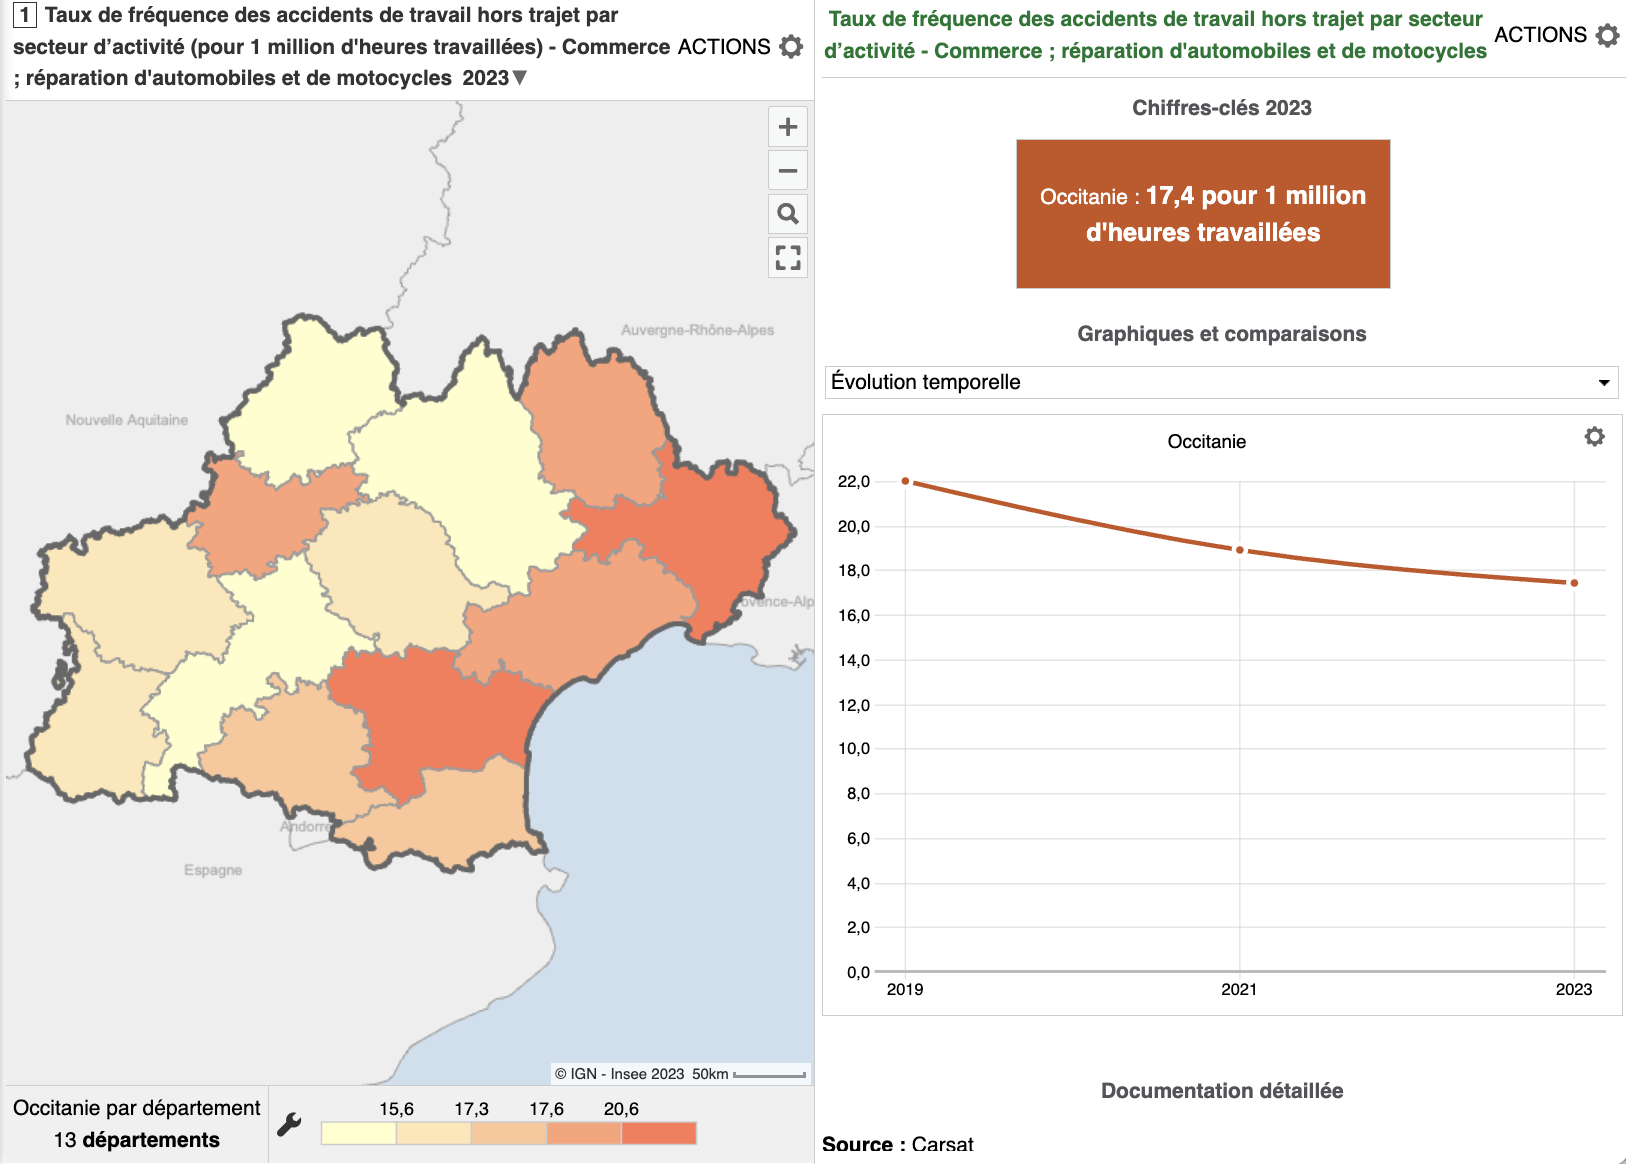 1 Taux de fréquence des accidents de travail hors trajet par
secteur d’activité (pour 1 million d'heures travaillées) - Commerce
; réparation d'automobiles et de motocycles 2023
ACTIONS
Nouvelle Aquitaine
Auvergne-Rhône-Alpes
ovence-Alp
Andorre
Espagne
© IGN - Insee 2023 50km
Occitanie par département
13 départements
15,6 17,3 17,6 20,6
Taux de fréquence des accidents de travail hors trajet par secteur
d’activité - Commerce ; réparation d'automobiles et de motocycles
ACTIONS
Chiffres-clés 2023
Occitanie : 17,4 pour 1 million
d'heures travaillées
Graphiques et comparaisons
Évolution temporelle
Occitanie
22,0
20,0
18,0
16,0
14,0
12,0
10,0
8,0
6,0
4,0
2,0
0,0
2019 2021 2023
Documentation détaillée
Source : Carsat